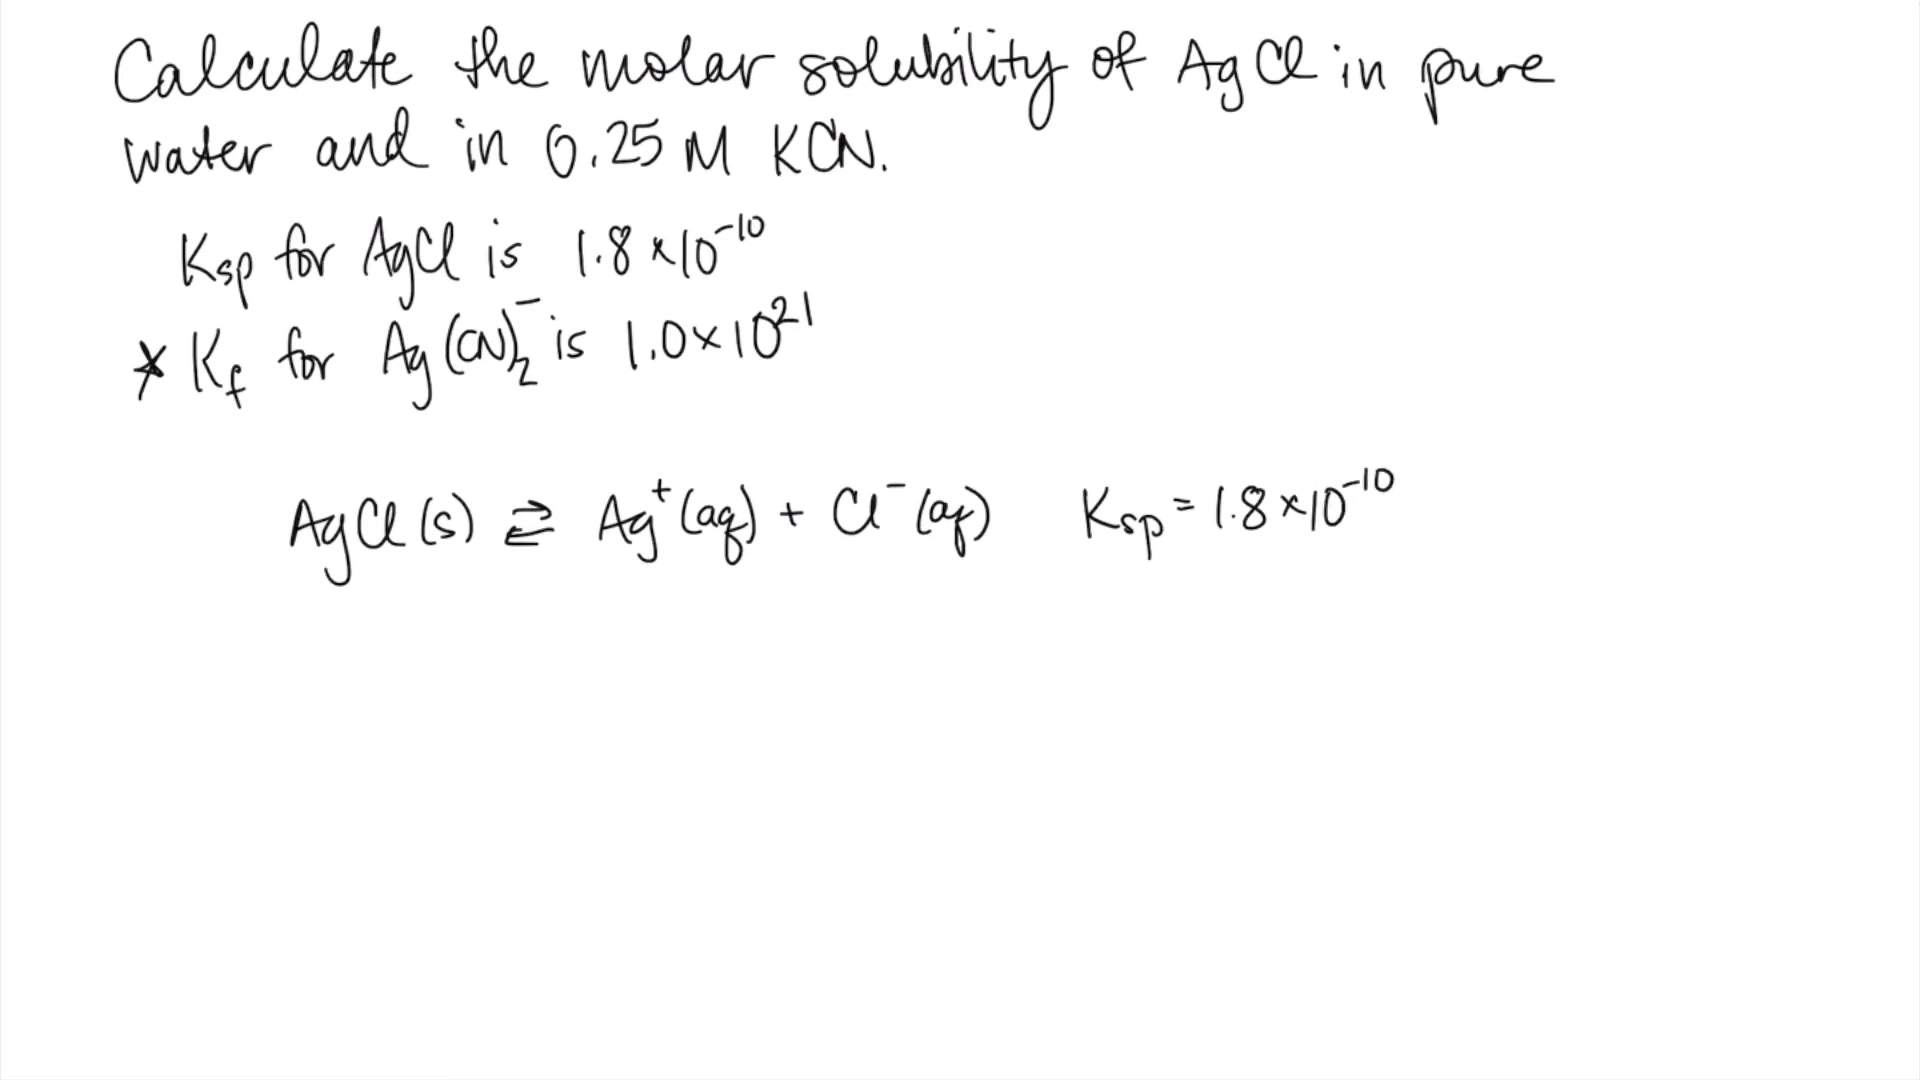 Calculate the molar solubility of AgCl in pure
water and in 0.25 M KCN.
Ksp for AgCl is 1.8 × 10⁻¹⁰
* Kf for Ag(CN)₂⁻ is 1.0 × 10²¹
AgCl (s) ⇌ Ag⁺ (aq) + Cl⁻ (aq) Ksp = 1.8 × 10⁻¹⁰